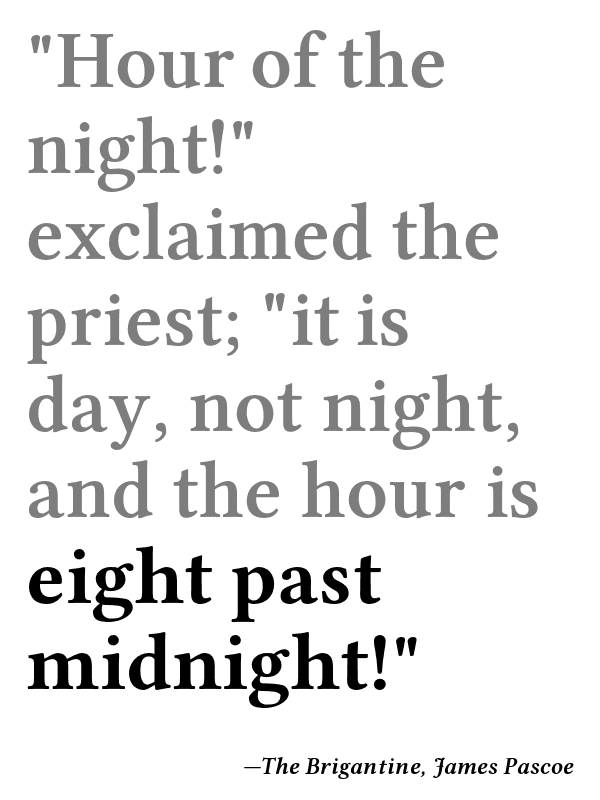 "Hour of the
night!"
exclaimed the
priest; "it is
day, not night,
and the hour is
eight past
midnight!"
—The Brigantine, James Pascoe